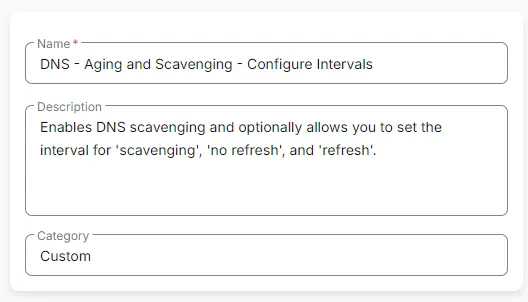 Name *
DNS - Aging and Scavenging - Configure Intervals
Description
Enables DNS scavenging and optionally allows you to set the
interval for 'scavenging', 'no refresh', and 'refresh'.
Category
Custom